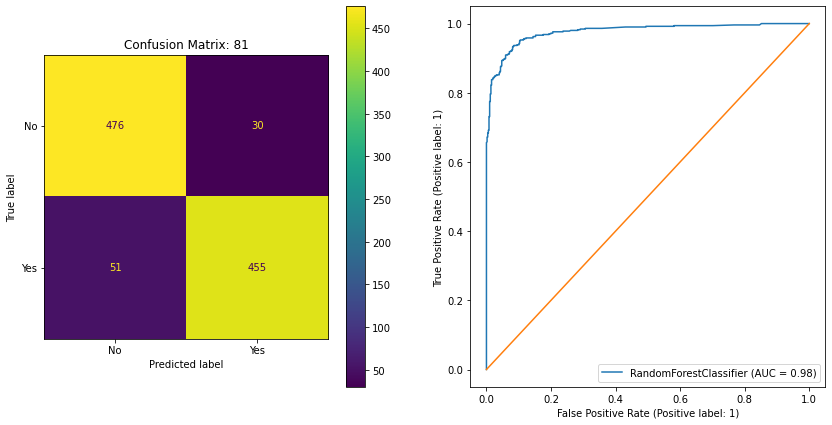 Confusion Matrix: 81
No
Yes
True label
476
30
51
455
No
Yes
Predicted label
450
400
350
300
250
200
150
100
50
True Positive Rate (Positive label: 1)
1.0
0.8
0.6
0.4
0.2
0.0
RandomForestClassifier (AUC = 0.98)
0.0
0.2
0.4
0.6
0.8
1.0
False Positive Rate (Positive label: 1)